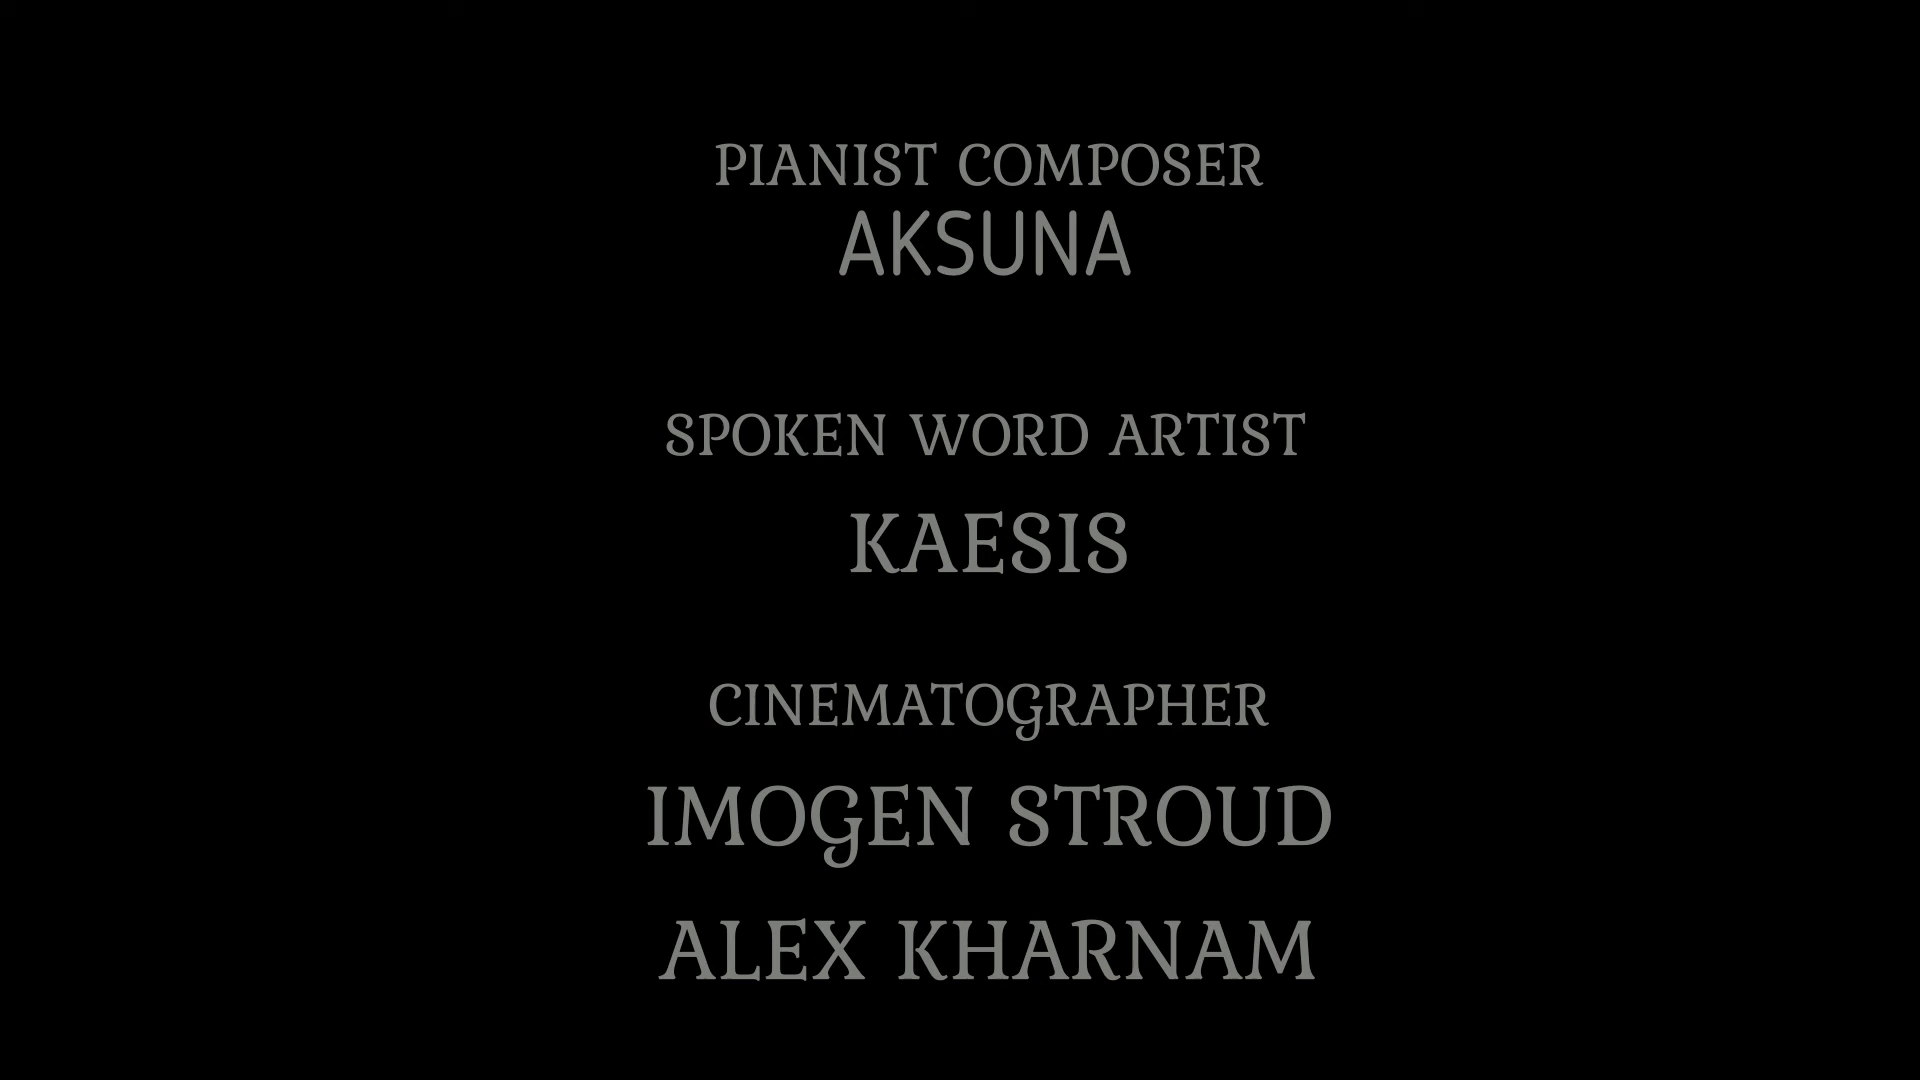 PIANIST COMPOSER
AKSUNA
SPOKEN WORD ARTIST
KAESIS
CINEMATOGRAPHER
IMOGEN STROUD
ALEX KHARNAM